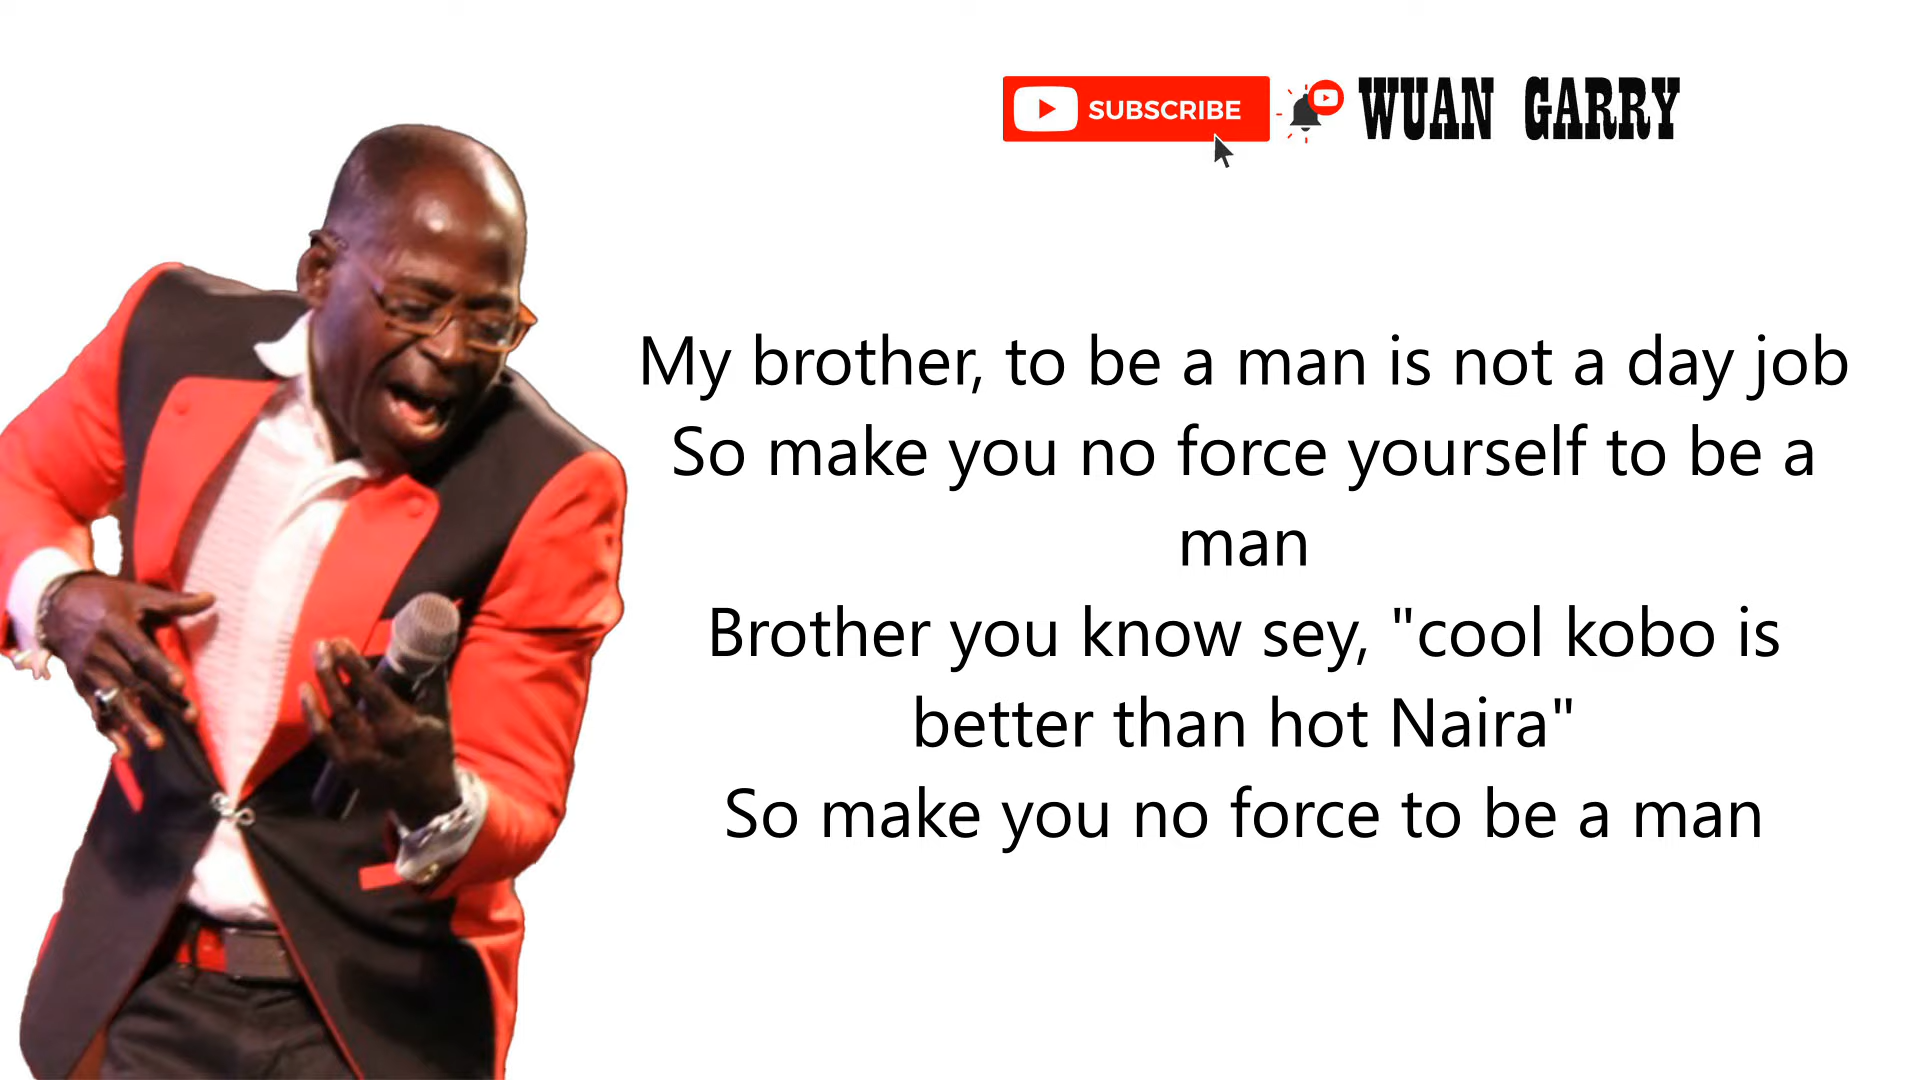 SUBSCRIBE WUAN GARRY
My brother, to be a man is not a day job
So make you no force yourself to be a
man
Brother you know sey, "cool kobo is
better than hot Naira"
So make you no force to be a man